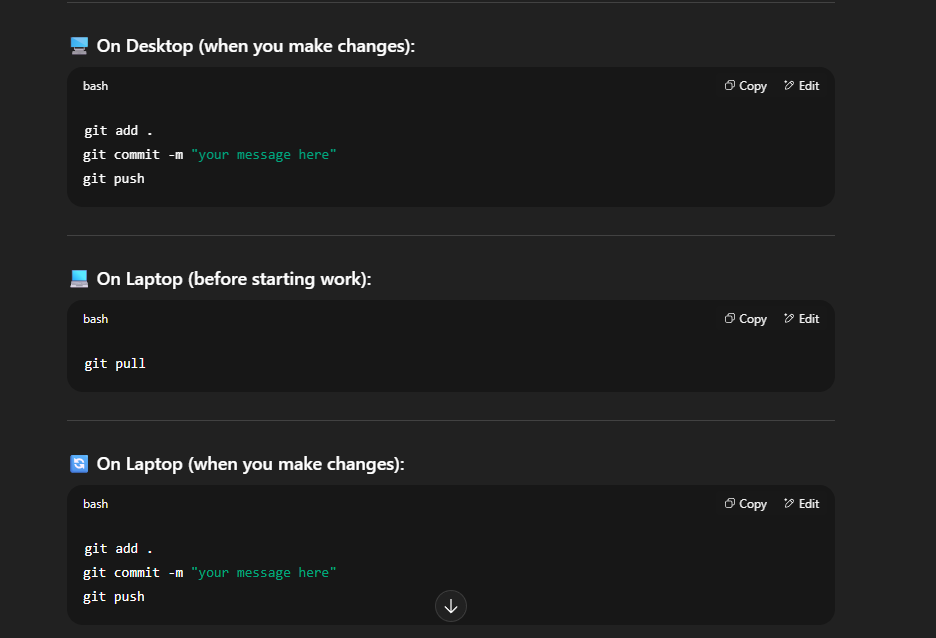 On Desktop (when you make changes):
bash
Copy
Edit
git add .
git commit -m "your message here"
git push
On Laptop (before starting work):
bash
Copy
Edit
git pull
On Laptop (when you make changes):
bash
Copy
Edit
git add .
git commit -m "your message here"
git push